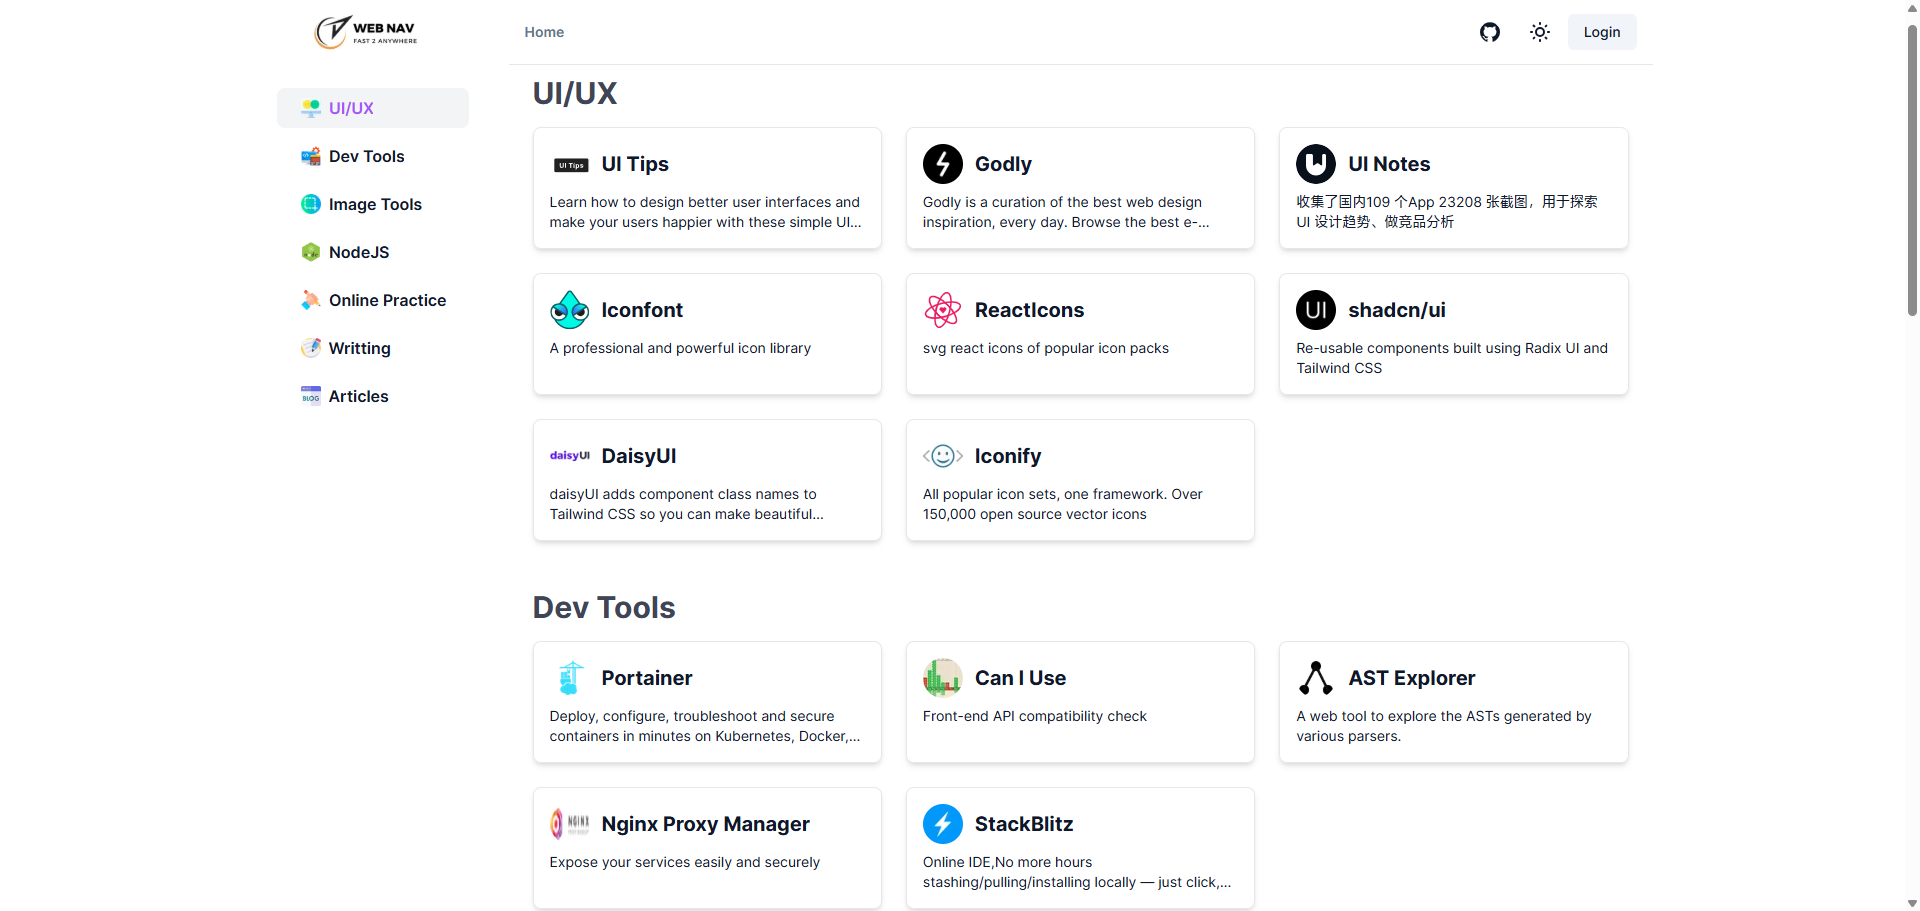 WEB NAV
FAST 2 ANYWHERE
Home
Login
UI/UX
Dev Tools
Image Tools
NodeJS
Online Practice
Writting
Articles
BLOG
UI/UX
UI Tips
UI Tips
Learn how to design better user interfaces and
make your users happier with these simple UI...
Godly
Godly is a curation of the best web design
inspiration, every day. Browse the best e-...
UI Notes
收集了国内109 个App 23208 张截图，用于探索
UI 设计趋势、做竞品分析
Iconfont
A professional and powerful icon library
ReactIcons
svg react icons of popular icon packs
UI
shadcn/ui
Re-usable components built using Radix UI and
Tailwind CSS
daisyUI
DaisyUI
daisyUI adds component class names to
Tailwind CSS so you can make beautiful...
Iconify
All popular icon sets, one framework. Over
150,000 open source vector icons
Dev Tools
Portainer
Deploy, configure, troubleshoot and secure
containers in minutes on Kubernetes, Docker,...
Can I Use
Front-end API compatibility check
AST Explorer
A web tool to explore the ASTs generated by
various parsers.
NGINX
Nginx Proxy Manager
Expose your services easily and securely
StackBlitz
Online IDE,No more hours
stashing/pulling/installing locally — just click,...